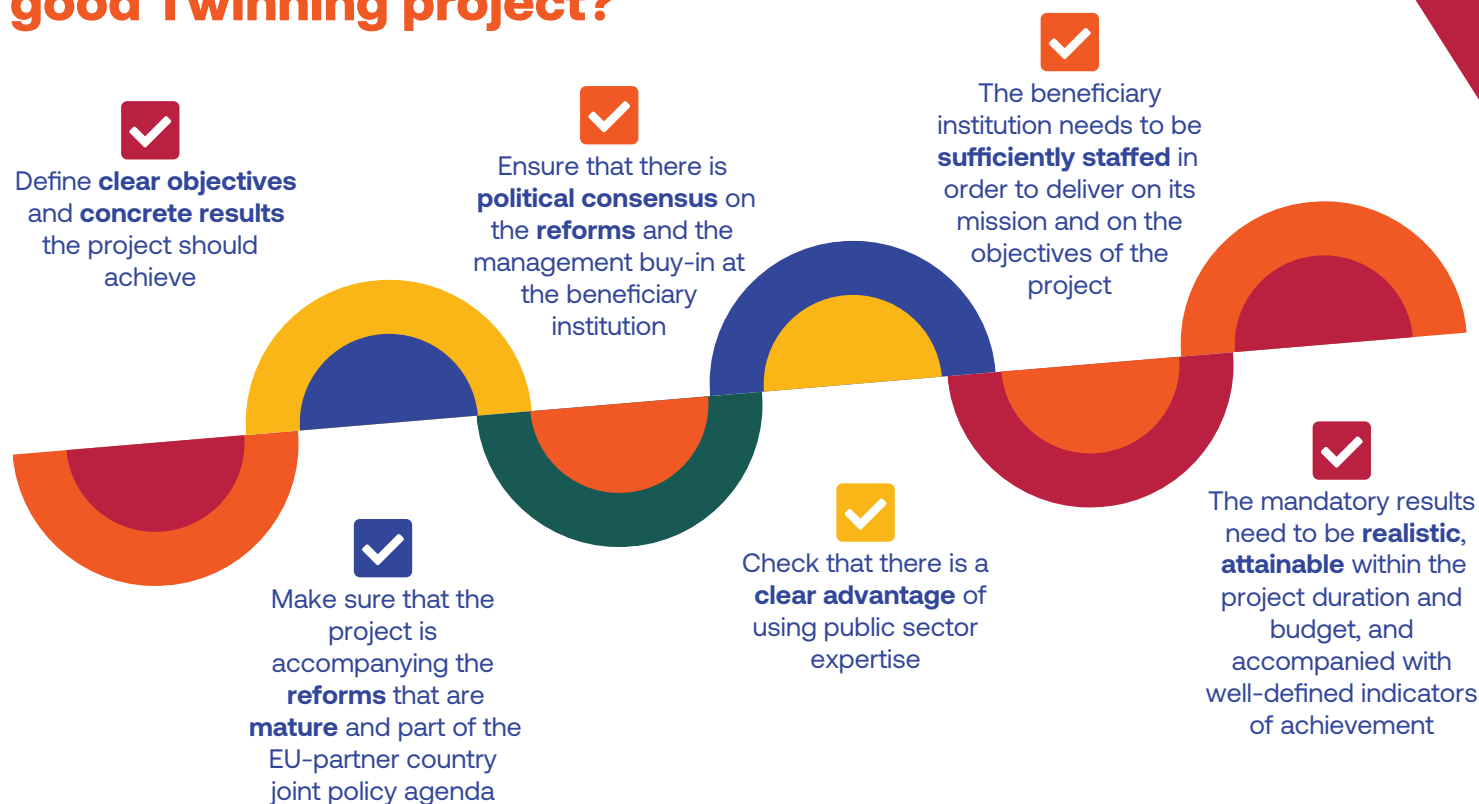 good Twinning project?
Define clear objectives
and concrete results
the project should
achieve
Make sure that the
project is
accompanying the
reforms that are
mature and part of the
EU-partner country
joint policy agenda
Ensure that there is
political consensus on
the reforms and the
management buy-in at
the beneficiary
institution
Check that there is a
clear advantage of
using public sector
expertise
The beneficiary
institution needs to be
sufficiently staffed in
order to deliver on its
mission and on the
objectives of the
project
The mandatory results
need to be realistic,
attainable within the
project duration and
budget, and
accompanied with
well-defined indicators
of achievement